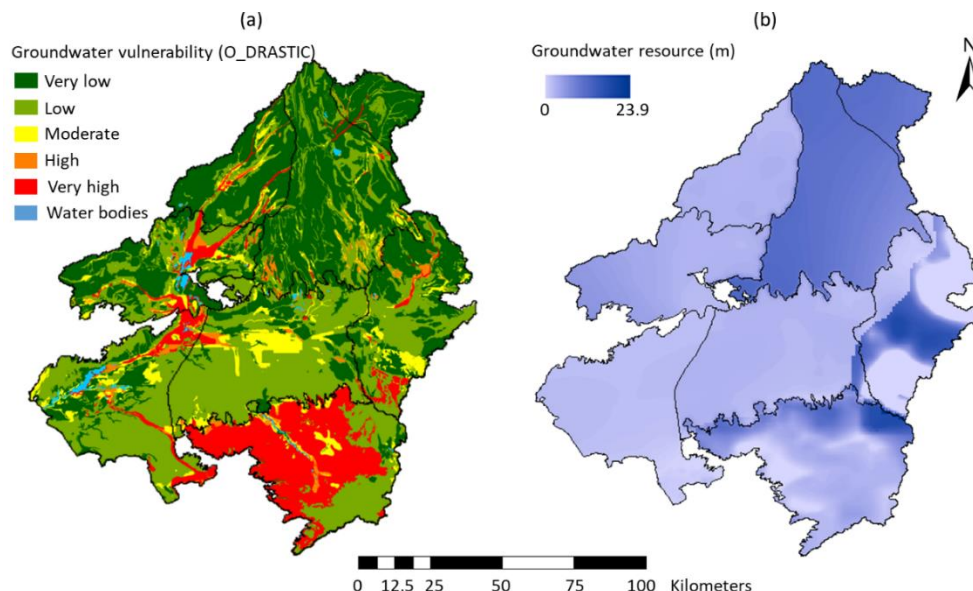 (a)
Groundwater vulnerability (O_DRASTIC)
Very low
Low
Moderate
High
Very high
Water bodies
(b)
Groundwater resource (m)
0 23.9
N
0 12.5 25 50 75 100 Kilometers